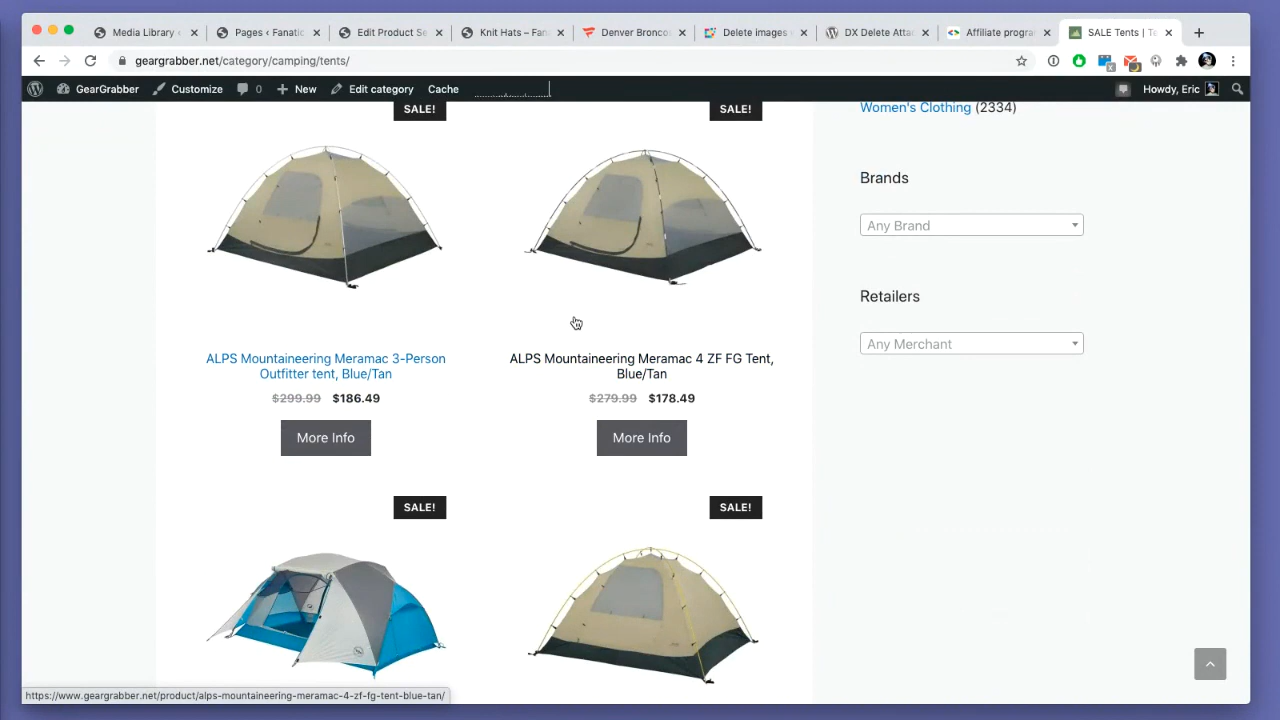 Media Library ‹
Pages ‹ Fanatic
Edit Product Se
Knit Hats – Fan
Denver Bronco
Delete images
DX Delete Atta
Affiliate progra
SALE Tents | Te
geargrabber.net/category/camping/tents/
GearGrabber
Customize
0
New
Edit category
Cache
Howdy, Eric
SALE!
SALE!
Women's Clothing (2334)
Brands
Any Brand
Retailers
Any Merchant
ALPS Mountaineering Meramac 3-Person
Outfitter tent, Blue/Tan
$299.99 $186.49
More Info
ALPS Mountaineering Meramac 4 ZF FG Tent,
Blue/Tan
$279.99 $178.49
More Info
SALE!
SALE!
https://www.geargrabber.net/product/alps-mountaineering-meramac-4-zf-fg-tent-blue-tan/